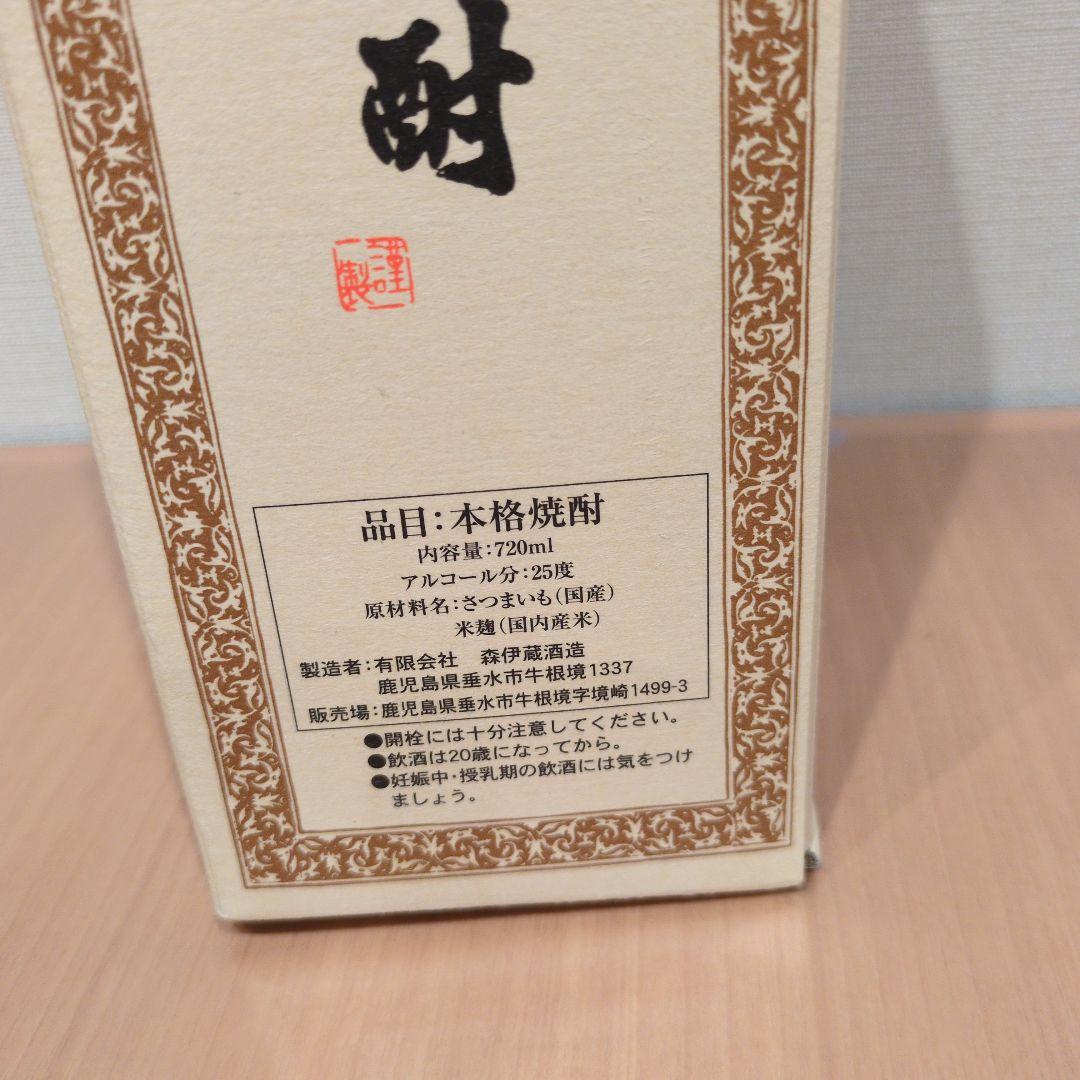 酎
謹製
品目：本格焼酎
内容量：720ml
アルコール分：25度
原材料名：さつまいも（国産）
米麹（国内産米）
製造者：有限会社　森伊蔵酒造
鹿児島県垂水市牛根境1337
販売場：鹿児島県垂水市牛根境字境崎1499-3
●開栓には十分注意してください。
●飲酒は20歳になってから。
●妊娠中・授乳期の飲酒には気をつけ
ましょう。